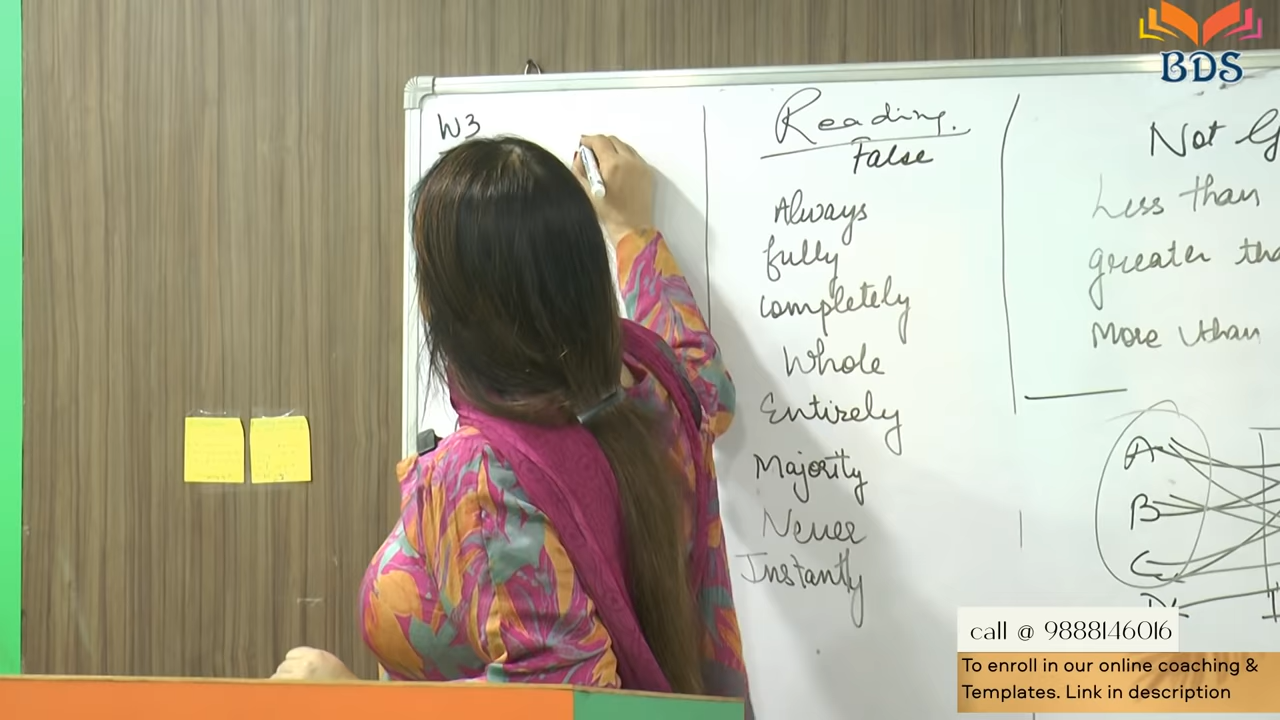 BDS
W3
Reading.
False
Always
fully
completely
Whole
Entirely
Majority
Never
Instantly
Not G
Less than
greater tha
More than
A
B
C
D
call @ 9888146016
To enroll in our online coaching &
Templates. Link in description